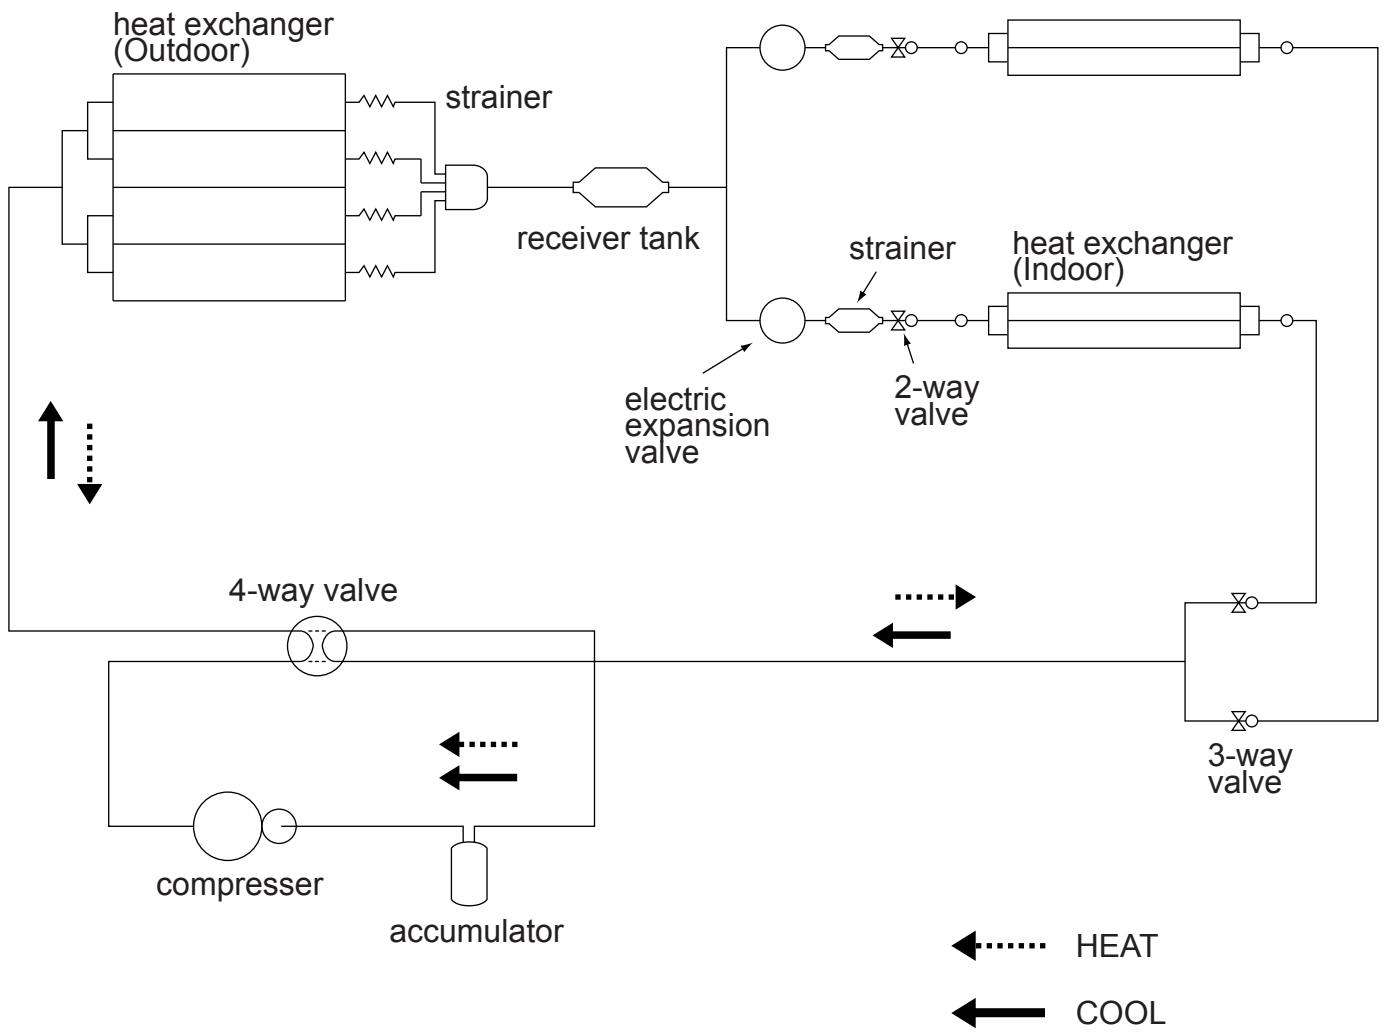 heat exchanger
(Outdoor)
strainer
receiver tank
strainer
heat exchanger
(Indoor)
electric
expansion
valve
2-way
valve
4-way valve
3-way
valve
compresser
accumulator
HEAT
COOL